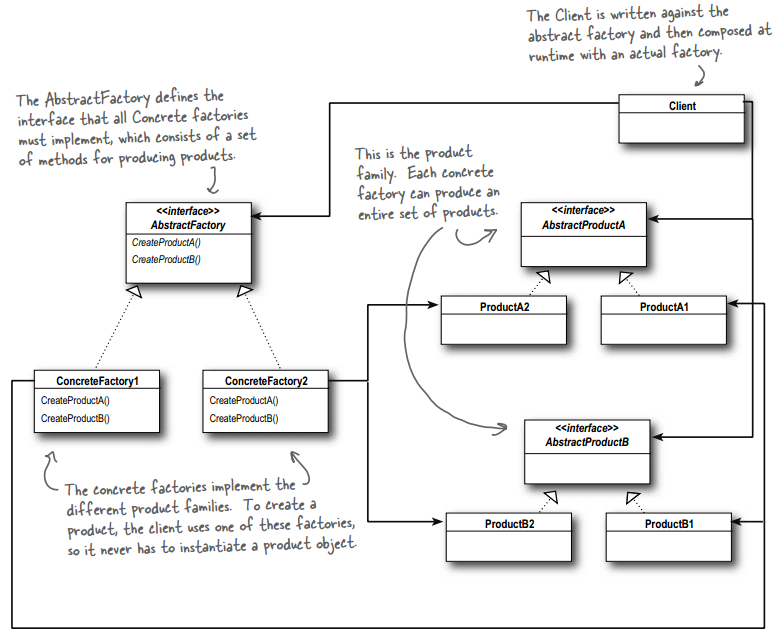 The Client is written against the
abstract factory and then composed at
runtime with an actual factory.
Client
The AbstractFactory defines the
interface that all Concrete factories
must implement, which consists of a set
of methods for producing products.
This is the product
family. Each concrete
factory can produce an
entire set of products.
<<interface>>
AbstractFactory
CreateProductA()
CreateProductB()
<<interface>>
AbstractProductA
ProductA2
ProductA1
ConcreteFactory1
CreateProductA()
CreateProductB()
ConcreteFactory2
CreateProductA()
CreateProductB()
<<interface>>
AbstractProductB
The concrete factories implement the
different product families. To create a
product, the client uses one of these factories,
so it never has to instantiate a product object.
ProductB2
ProductB1